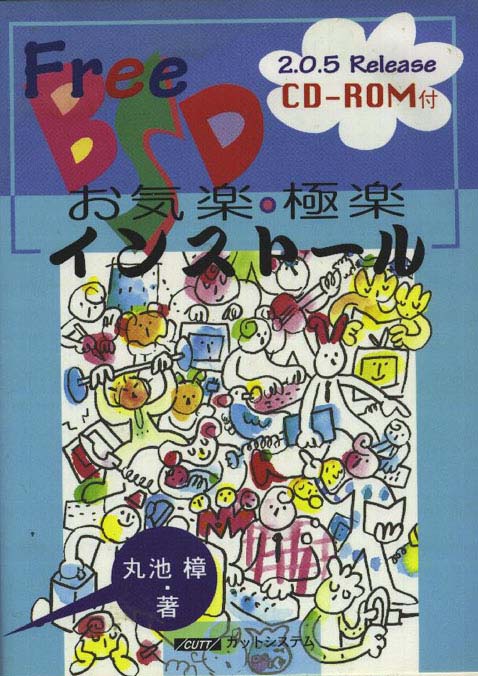 Free
BSD
2.0.5 Release
CD-ROM付
お気楽・極楽
インストール
丸池 樟
・
著
CUTT カットシステム